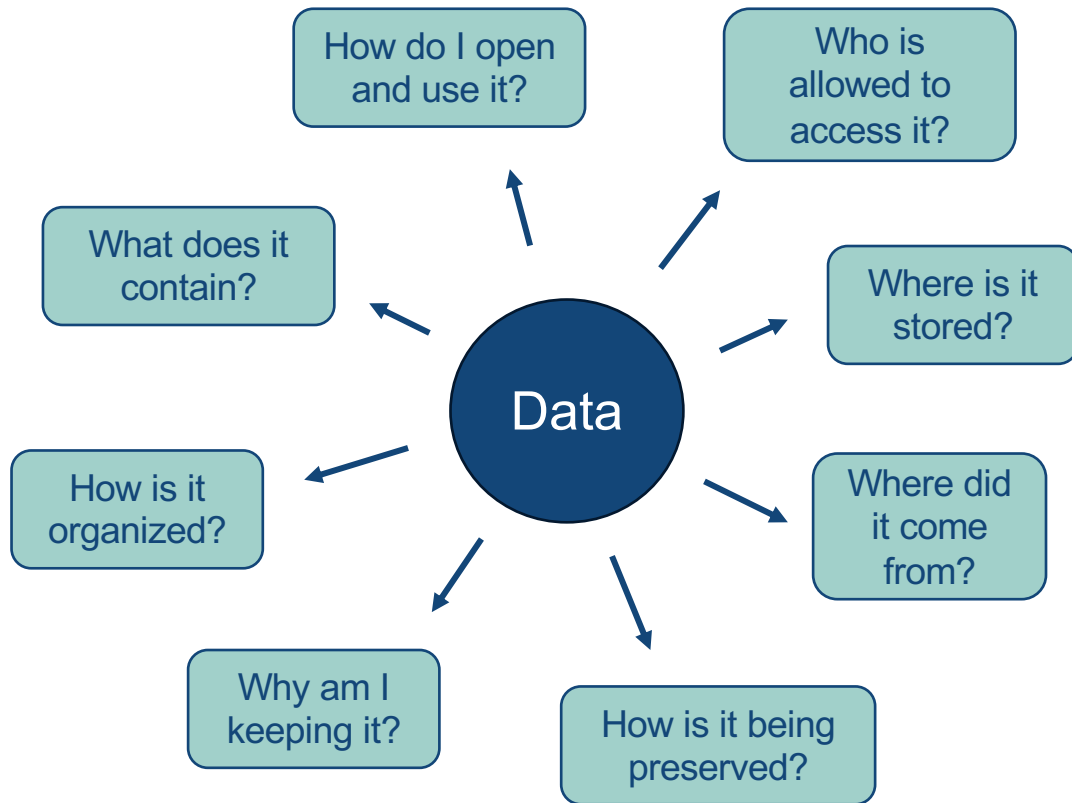 How do I open
and use it?
Who is
allowed to
access it?
What does it
contain?
Where is it
stored?
Data
How is it
organized?
Where did
it come
from?
Why am I
keeping it?
How is it being
preserved?